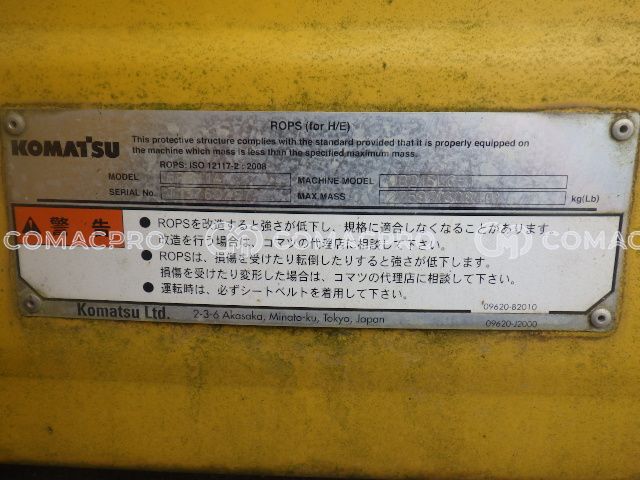 ROPS (for H/E)
KOMATSU
This protective structure complies with the standard provided that it is properly equipped on
the machine which mass is less than the specified maximum mass.
ROPS: ISO 12117-2 : 2008
MODEL
MACHINE MODEL
SERIAL No.
MAX.MASS
kg(Lb)
警告
● ROPSを改造すると強さが低下し、規格に適合しなくなることがあります。
改造を行う場合は、コマツの代理店に相談して下さい。
● ROPSは、損傷を受けたり転倒したりすると強さが低下します。
損傷を受けたり変形した場合は、コマツの代理店に相談して下さい。
● 運転時は、必ずシートベルトを着用して下さい。
09620-B2010
Komatsu Ltd.
2-3-6 Akasaka, Minato-ku, Tokyo, Japan
09620-J2000
COMACPRO
COMACPRO
COMACPRO
COMACPRO
COMACPRO